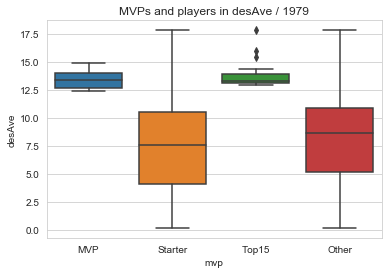 MVPs and players in desAve / 1979
17.5
15.0
12.5
10.0
7.5
5.0
2.5
0.0
desAve
MVP Starter Top15 Other
mvp